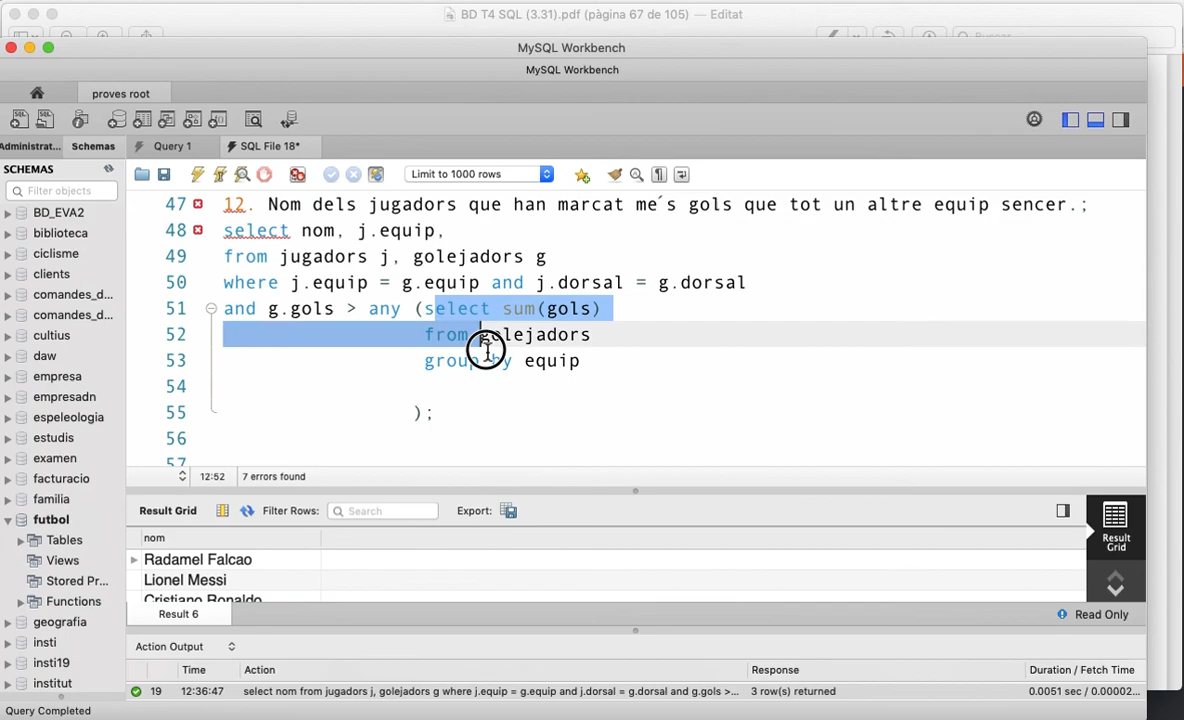 BD T4 SQL (3.31).pdf (pàgina 67 de 105) — Editat
MySQL Workbench
MySQL Workbench
proves root
Administrat...
Schemas
Query 1
SQL File 18*
SCHEMAS
Filter objects
BD_EVA2
biblioteca
ciclisme
clients
comandes_d...
comandes_d...
cultius
daw
empresa
empresadn
espeleologia
estudis
examen
facturacio
familia
futbol
Tables
Views
Stored Pr...
Functions
geografia
insti
insti19
institut
Limit to 1000 rows
47 12. Nom dels jugadors que han marcat me´s gols que tot un altre equip sencer.;
48 select nom, j.equip,
49 from jugadors j, golejadors g
50 where j.equip = g.equip and j.dorsal = g.dorsal
51 and g.gols > any (select sum(gols)
52 from golejadors
53 group by equip
54
55 );
56
57
12:52 7 errors found
Result Grid Filter Rows: Search Export:
nom
Radamel Falcao
Lionel Messi
Cristiano Ronaldo
Result Grid
Result 6
Read Only
Action Output
Time Action Response Duration / Fetch Time
19 12:36:47 select nom from jugadors j, golejadors g where j.equip = g.equip and j.dorsal = g.dorsal and g.gols >... 3 row(s) returned 0.0051 sec / 0.00002...
Query Completed